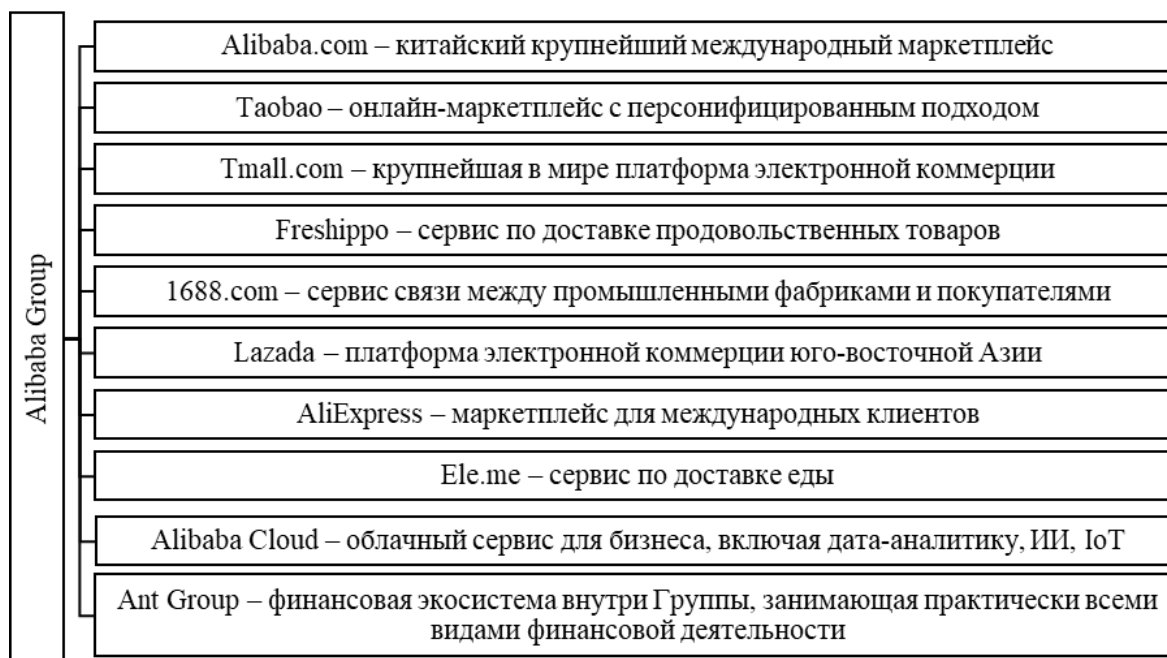 Alibaba Group
Alibaba.com – китайский крупнейший международный маркетплейс
Taobao – онлайн-маркетплейс с персонифицированным подходом
Tmall.com – крупнейшая в мире платформа электронной коммерции
Freshippo – сервис по доставке продовольственных товаров
1688.com – сервис связи между промышленными фабриками и покупателями
Lazada – платформа электронной коммерции юго-восточной Азии
AliExpress – маркетплейс для международных клиентов
Ele.me – сервис по доставке еды
Alibaba Cloud – облачный сервис для бизнеса, включая дата-аналитику, ИИ, IoT
Ant Group – финансовая экосистема внутри Группы, занимающая практически всеми
видами финансовой деятельности